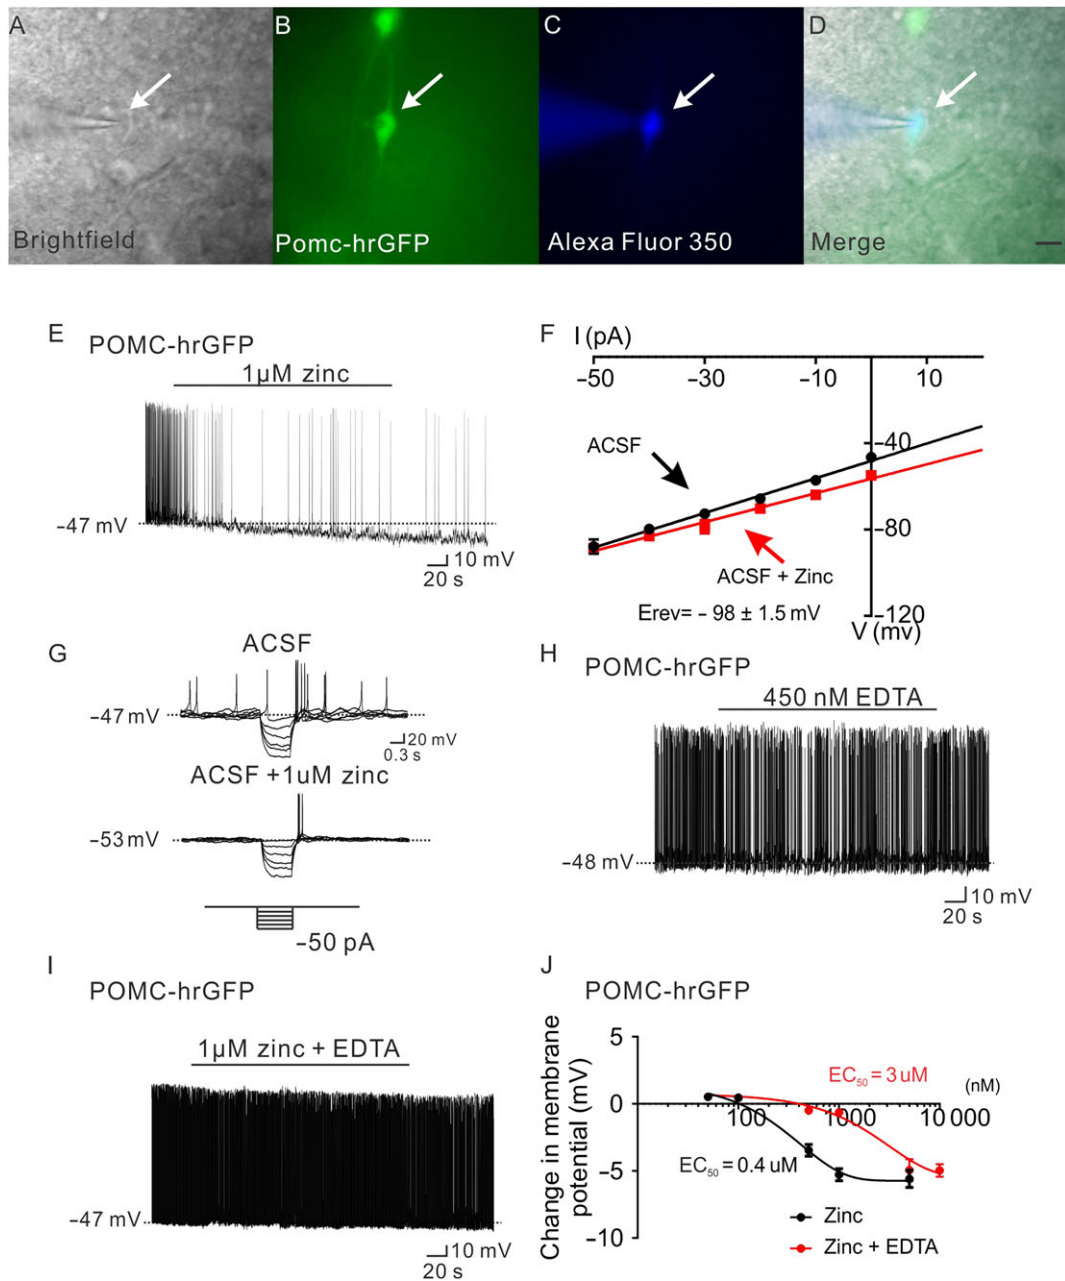 A
B
C
D
Brightfield
Pomc-hrGFP
Alexa Fluor 350
Merge
E
POMC-hrGFP
1µM zinc
−47 mV
10 mV
20 s
F
I (pA)
−50
−30
−10
10
−40
−80
−120
V (mv)
ACSF
ACSF + Zinc
Erev= − 98 ± 1.5 mV
G
ACSF
−47 mV
20 mV
0.3 s
ACSF +1uM zinc
−53 mV
−50 pA
H
POMC-hrGFP
450 nM EDTA
−48 mV
10 mV
20 s
I
POMC-hrGFP
1µM zinc + EDTA
−47 mV
10 mV
20 s
J
POMC-hrGFP
Change in membrane
potential (mV)
5
0
−5
−10
100
1000
10 000
(nM)
EC50 = 3 uM
EC50 = 0.4 uM
Zinc
Zinc + EDTA